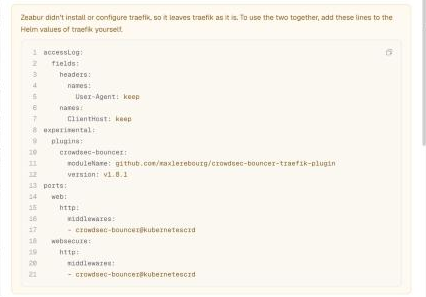 Zeabur didn't install or configure traefik, so it leaves traefik as it is. To use the two together, add these lines to the
Helm values of traefik yourself.
1 accessLog:
2   fields:
3     headers:
4       names:
5         User-Agent: keep
6     names:
7       ClientHost: keep
8 experimental:
9   plugins:
10     crowdsec-bouncer:
11       moduleName: github.com/maxlerebourg/crowdsec-bouncer-traefik-plugin
12       version: v1.8.1
13 ports:
14   web:
15     http:
16       middlewares:
17       - crowdsec-bouncer@kubernetescrd
18   websecure:
19     http:
20       middlewares:
21       - crowdsec-bouncer@kubernetescrd